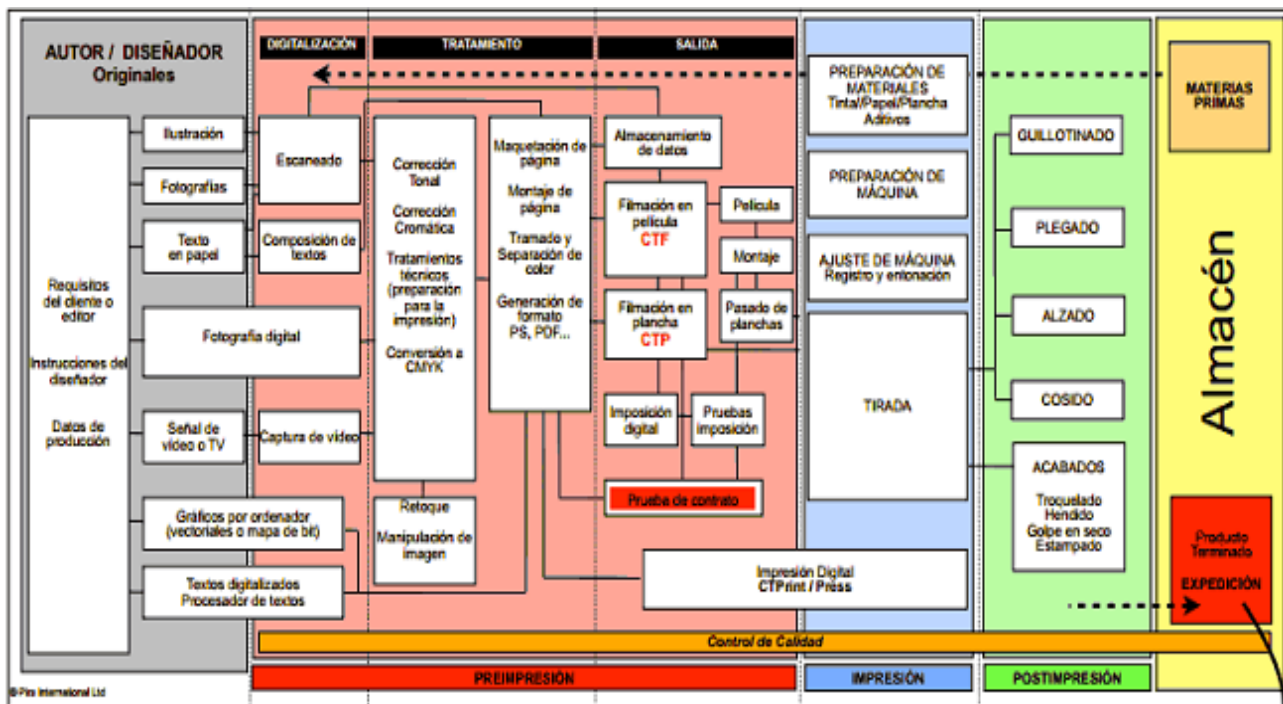 AUTOR / DISEÑADOR
Originales
Requisitos
del cliente o
editor
Instrucciones del
diseñador
Datos de
producción
Ilustración
Fotografías
Texto
en papel
Fotografía digital
Señal de
vídeo o TV
Gráficos por ordenador
(vectoriales o mapa de bit)
Textos digitalizados
Procesador de textos
DIGITALIZACIÓN
Escaneado
Composición de
textos
Captura de vídeo
TRATAMIENTO
Corrección
Tonal
Corrección
Cromática
Tratamientos
técnicos
(preparación
para la
impresión)
Conversión a
CMYK
Retoque
Manipulación de
imagen
Maquetación de
página
Montaje de
página
Tramado y
Separación de
color
Generación de
formato
PS, PDF...
SALIDA
Almacenamiento
de datos
Filmación en
película
CTF
Filmación en
plancha
CTP
Película
Montaje
Pasado de
planchas
Imposición
digital
Pruebas
imposición
Prueba de contrato
Impresión Digital
CTPrint / Press
PREPARACIÓN DE
MATERIALES
Tinta//Papel/Plancha
Aditivos
PREPARACIÓN DE
MÁQUINA
AJUSTE DE MÁQUINA
Registro y entonación
TIRADA
GUILLOTINADO
PLEGADO
ALZADO
COSIDO
ACABADOS
Troquelado
Hendido
Golpe en seco
Estampado
MATERIAS
PRIMAS
Almacén
Producto
Terminado
EXPEDICIÓN
Control de Calidad
PREIMPRESIÓN
IMPRESIÓN
POSTIMPRESIÓN
© Pira International Ltd